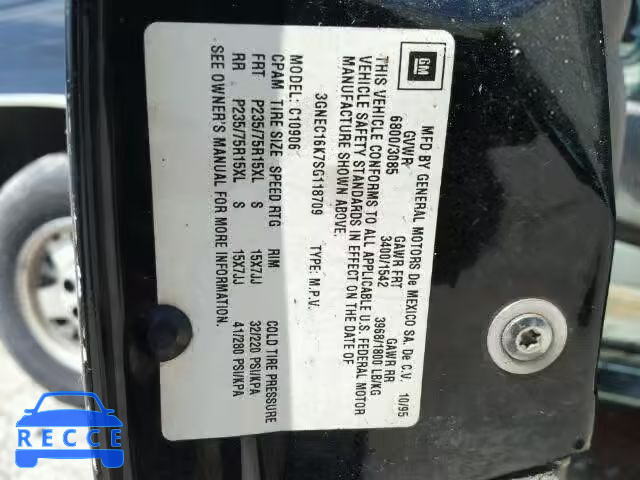 GM
MFD BY GENERAL MOTORS De MEXICO SA. De C.V. 10/95
GVWR GAWR FRT GAWR RR
6800/3085 3400/1542 3968/1800 LB/KG
THIS VEHICLE CONFORMS TO ALL APPLICABLE U.S. FEDERAL MOTOR
VEHICLE SAFETY STANDARDS IN EFFECT ON THE DATE OF
MANUFACTURE SHOWN ABOVE.
3GNEC16K7SG118709 TYPE: M.P.V.
MODEL: C10906
CPAM TIRE SIZE SPEED RTG RIM COLD TIRE PRESSURE
FRT P235/75R15XL S 15X7JJ 32/220 PSI/KPA
RR P235/75R15XL S 15X7JJ 41/280 PSI/KPA
SEE OWNER'S MANUAL FOR MORE INFORMATION.
RECCE